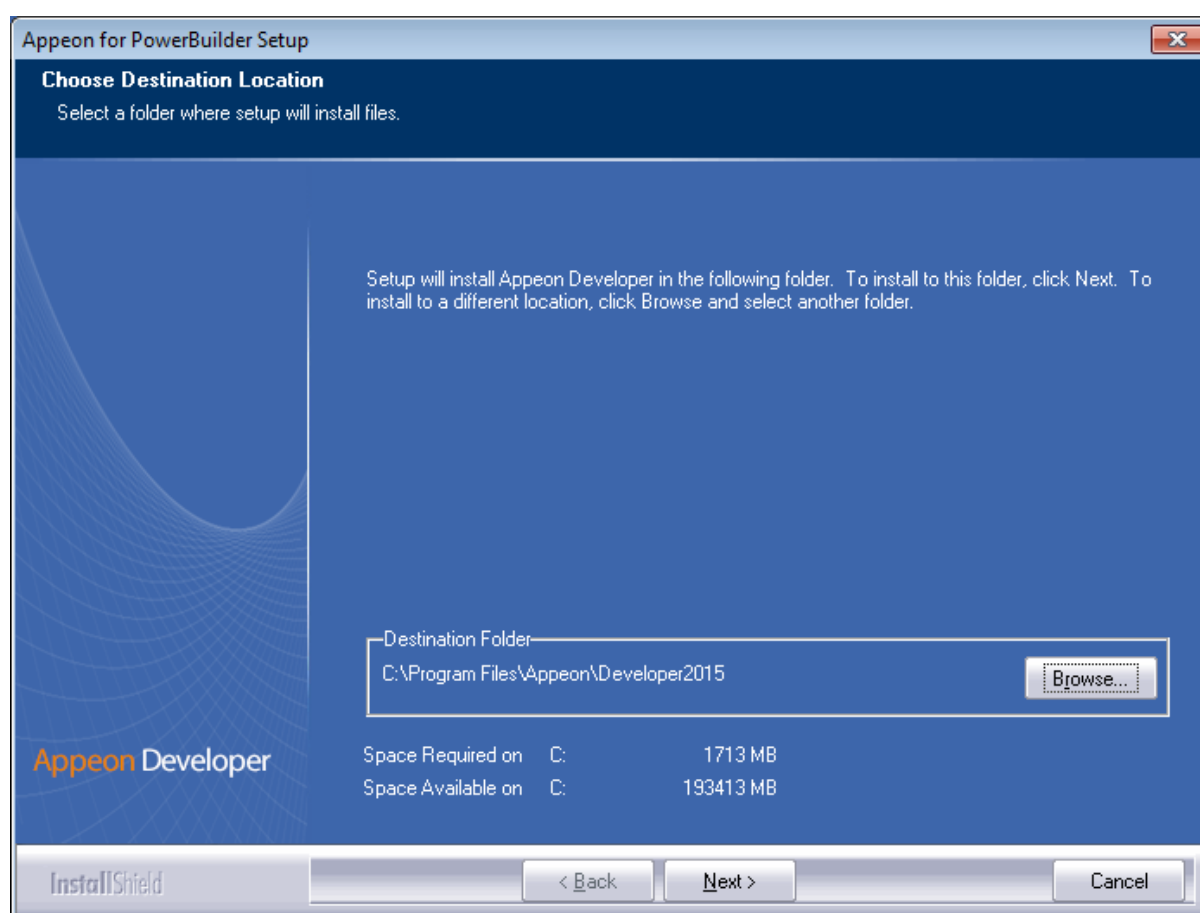 Appeon for PowerBuilder Setup
Choose Destination Location
Select a folder where setup will install files.
Setup will install Appeon Developer in the following folder.  To install to this folder, click Next.  To
install to a different location, click Browse and select another folder.
Destination Folder
C:\Program Files\Appeon\Developer2015
Browse...
Appeon Developer
Space Required on C: 1713 MB
Space Available on C: 193413 MB
InstallShield
< Back
Next >
Cancel